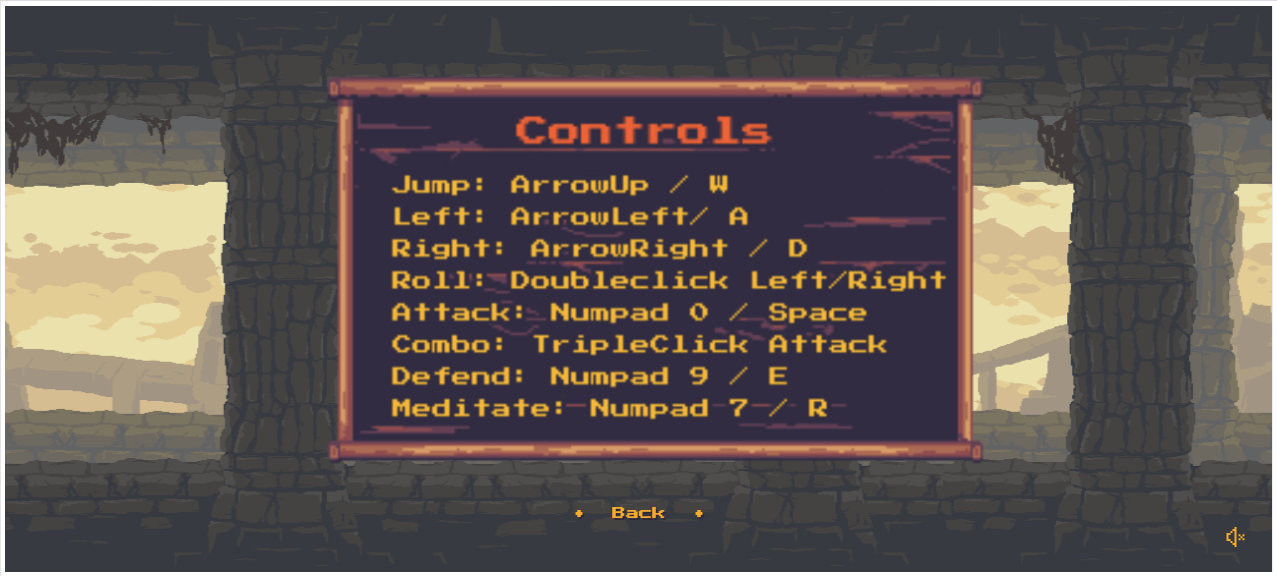 Controls
Jump: ArrowUp / W
Left: ArrowLeft/ A
Right: ArrowRight / D
Roll: Doubleclick Left/Right
Attack: Numpad 0 / Space
Combo: TripleClick Attack
Defend: Numpad 9 / E
Meditate: Numpad 7 / R
Back